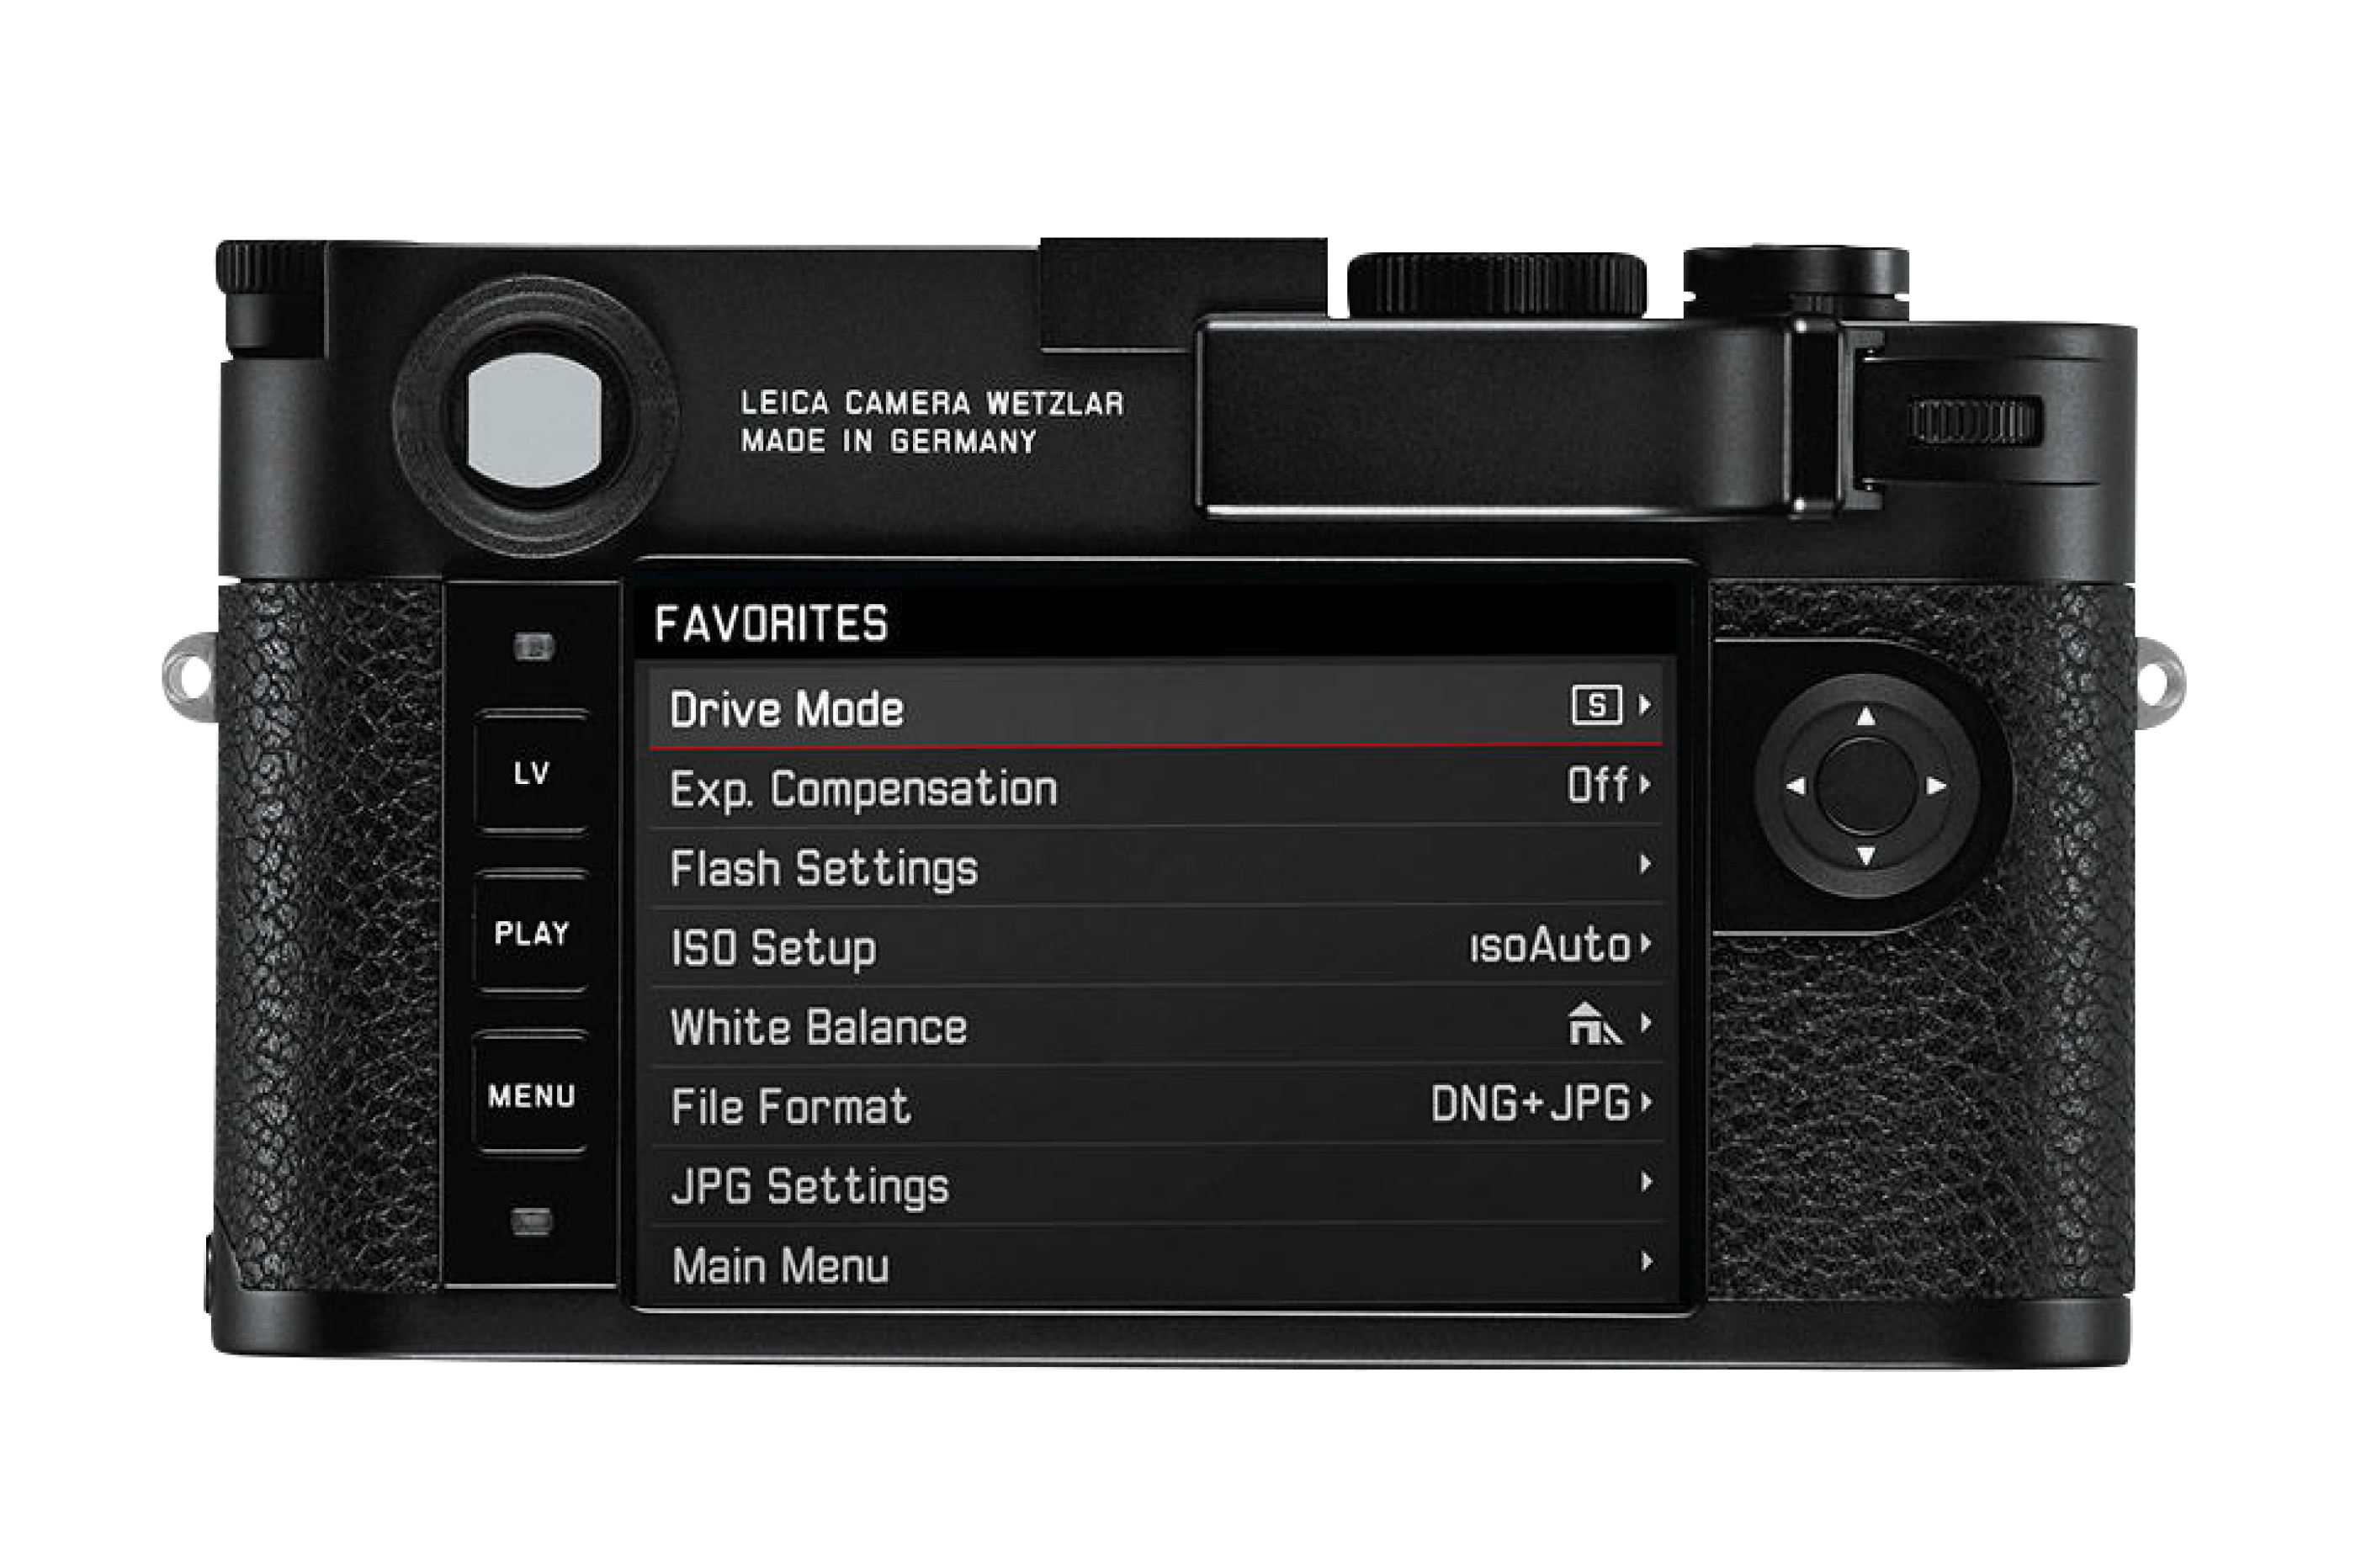 LEICA CAMERA WETZLAR
MADE IN GERMANY
FAVORITES
Drive Mode S
Exp. Compensation Off
Flash Settings
ISO Setup ISOAuto
White Balance
File Format DNG+JPG
JPG Settings
Main Menu
LV
PLAY
MENU